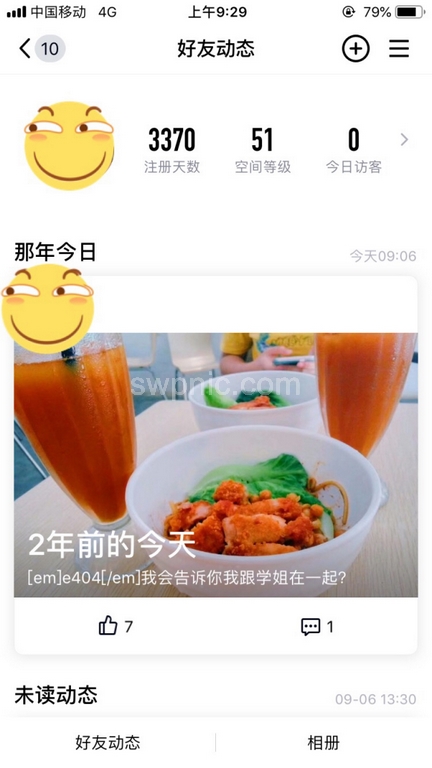 中国移动 4G 上午9:29 79%
10 好友动态
3370 51 0
注册天数 空间等级 今日访客
那年今日 今天09:06
swpnic.com
2年前的今天
[em]e404[/em]我会告诉你我跟学姐在一起?
7 1
未读动态 09-06 13:30
好友动态 相册